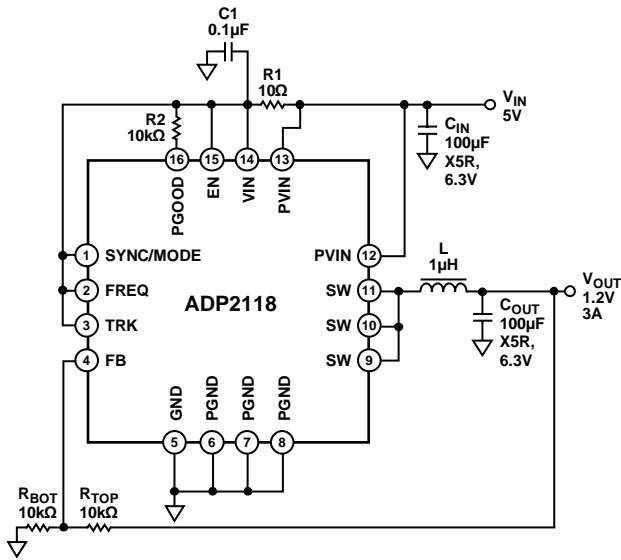 C1
0.1µF
R1
10Ω
VIN
5V
R2
10kΩ
CIN
100µF
X5R,
6.3V
16
15
14
13
PGOOD
EN
VIN
PVIN
1 SYNC/MODE
PVIN 12
L
1µH
2 FREQ
ADP2118
SW 11
VOUT
1.2V
3A
COUT
100µF
X5R,
6.3V
3 TRK
SW 10
4 FB
SW 9
GND
PGND
PGND
PGND
5
6
7
8
RBOT
10kΩ
RTOP
10kΩ